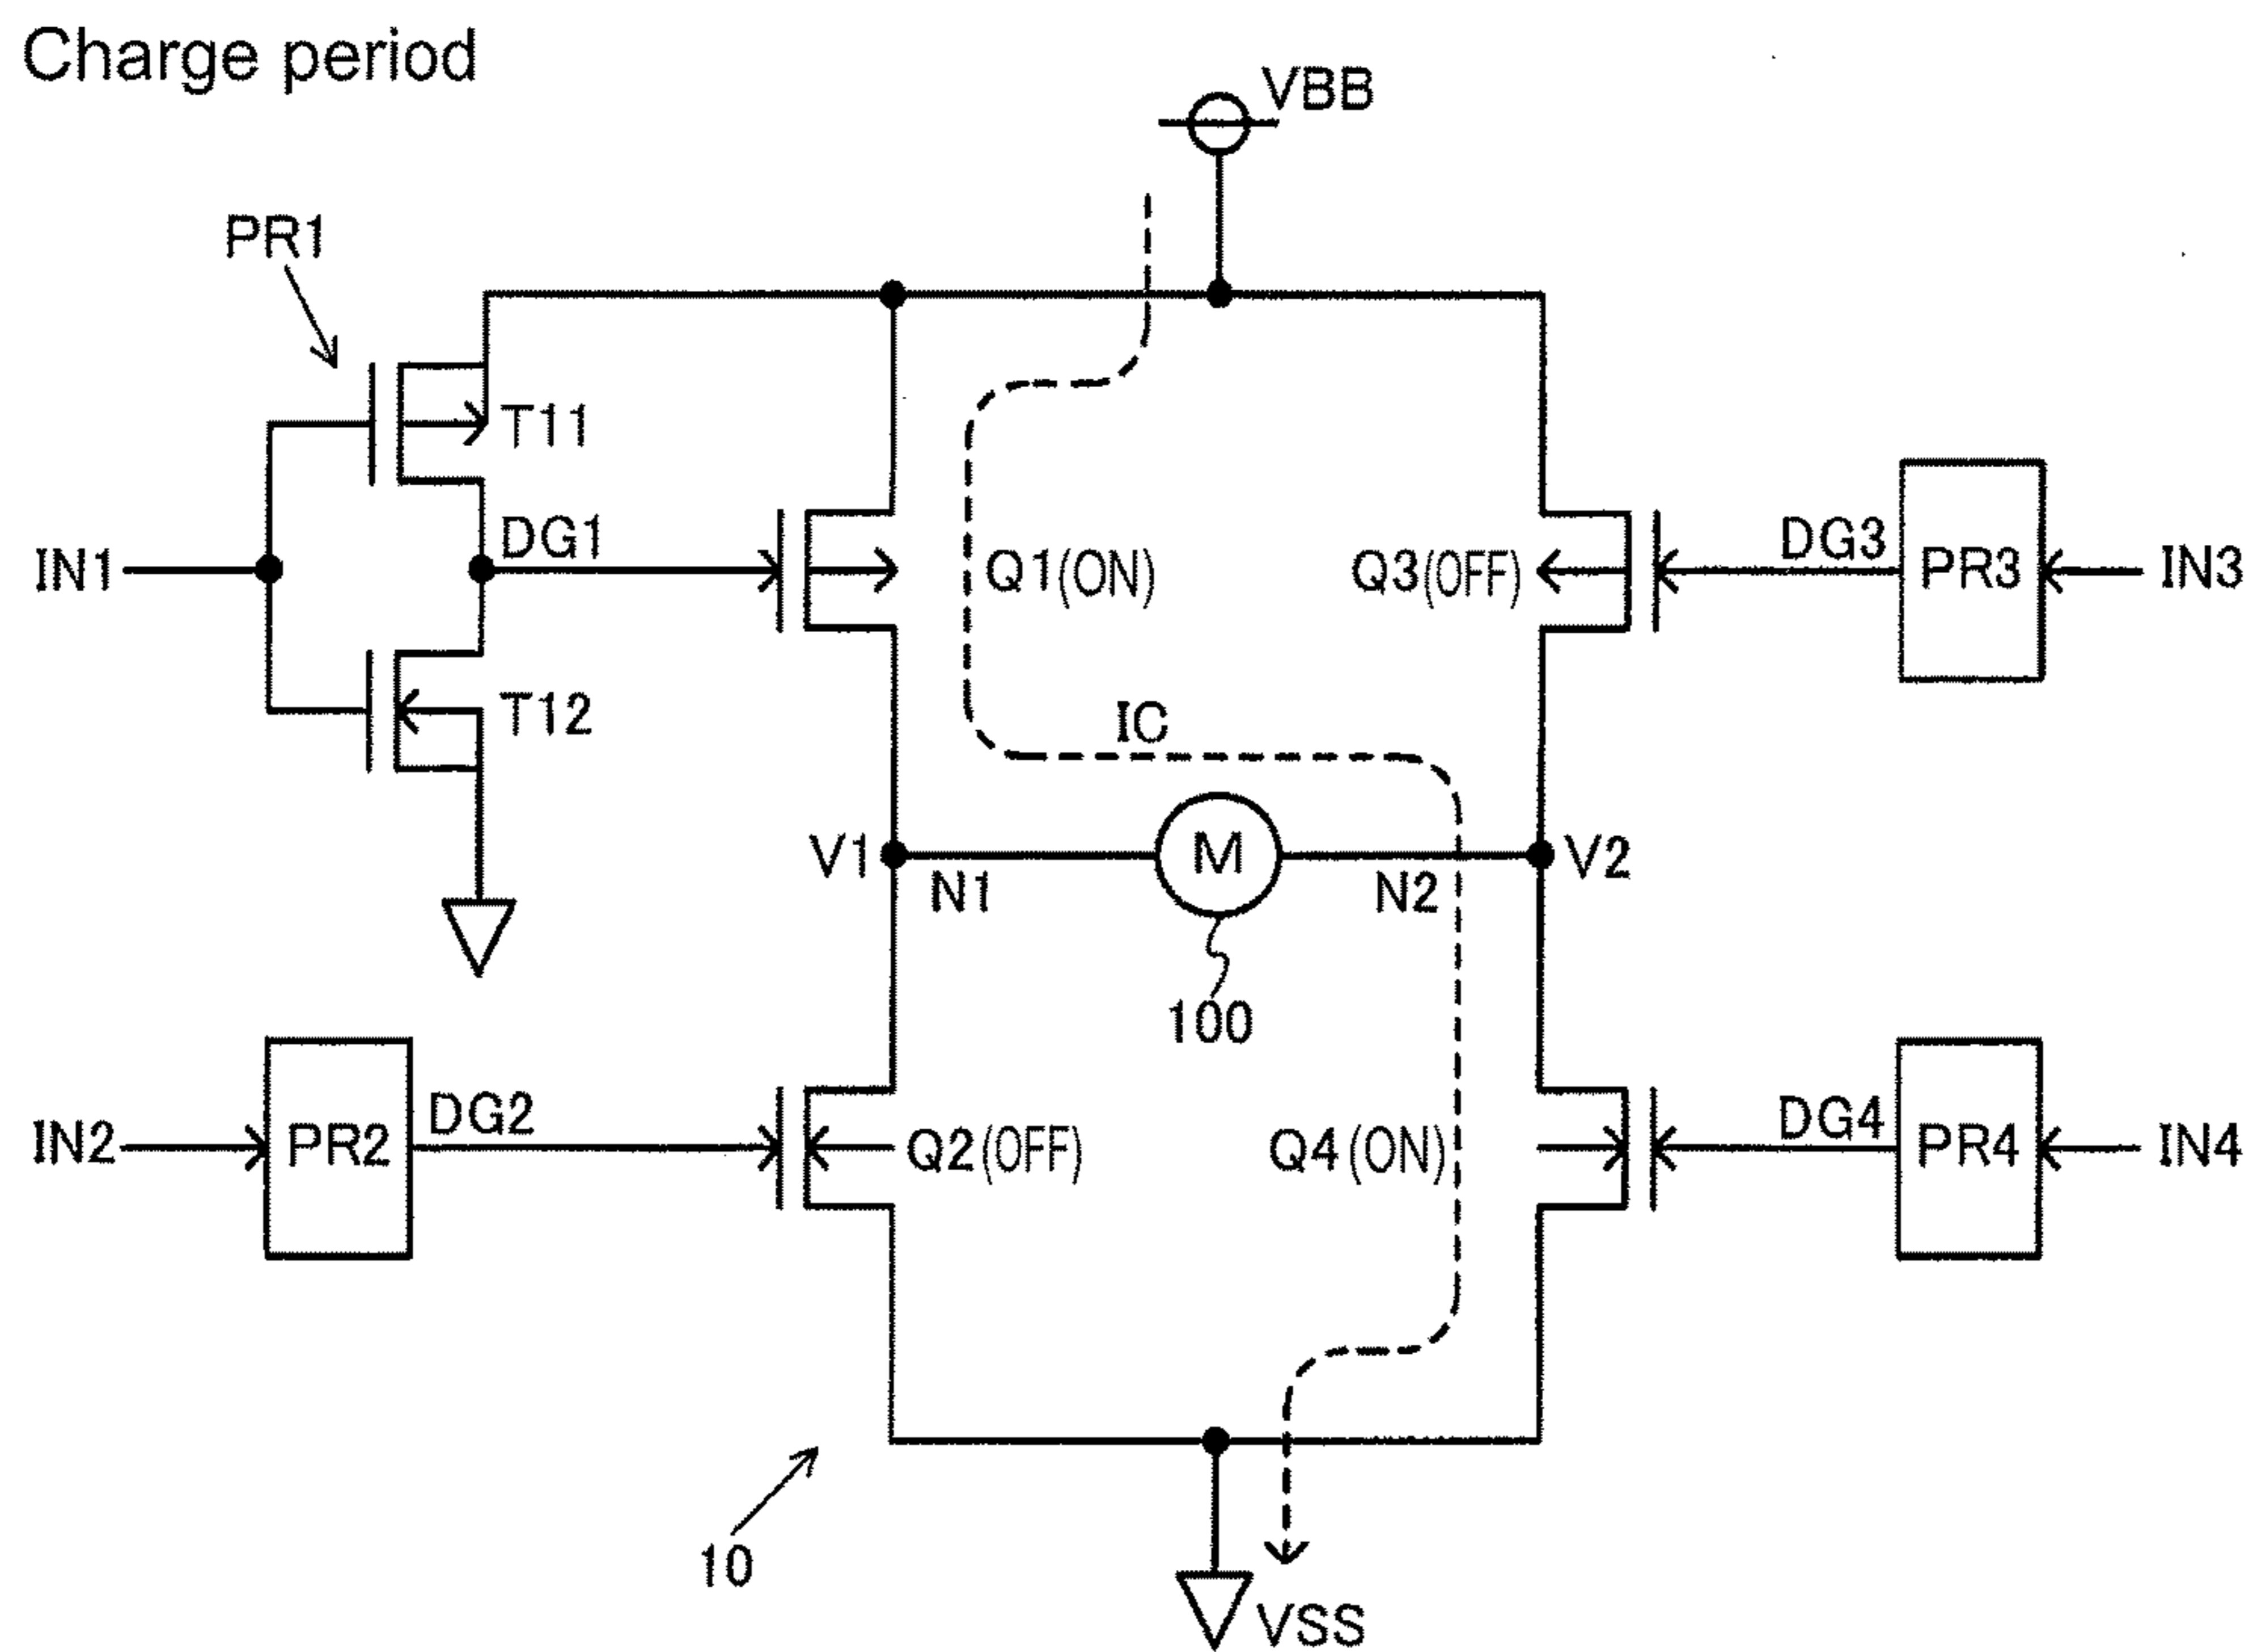 Charge period
VBB
PR1
T11
IN1
DG1
Q1(ON)
Q3(OFF)
DG3
PR3
IN3
T12
IC
V1
M
V2
N1
N2
100
IN2
PR2
DG2
Q2(OFF)
Q4(ON)
DG4
PR4
IN4
10
VSS